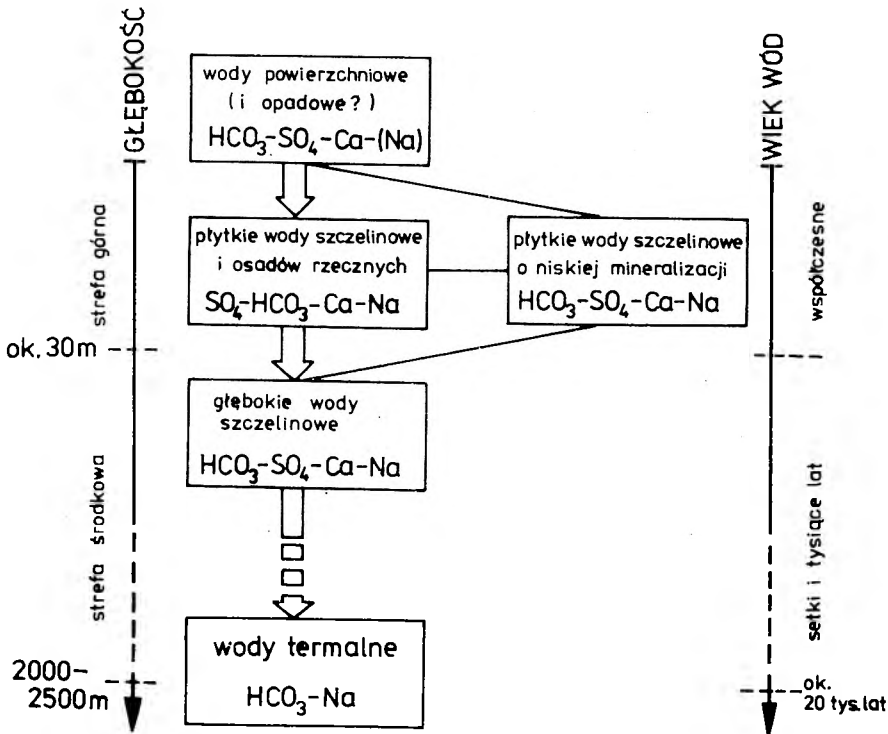 GŁĘBOKOŚĆ
wody powierzchniowe
(i opadowe?)
HCO₃-SO₄-Ca-(Na)
WIEK WÓD
strefa górna
płytkie wody szczelinowe
i osadów rzecznych
SO₄-HCO₃-Ca-Na
płytkie wody szczelinowe
o niskiej mineralizacji
HCO₃-SO₄-Ca-Na
współczesne
ok. 30m
głębokie wody
szczelinowe
HCO₃-SO₄-Ca-Na
strefa środkowa
setki i tysiące lat
wody termalne
HCO₃-Na
2000-
2500m
ok.
20 tys.lat